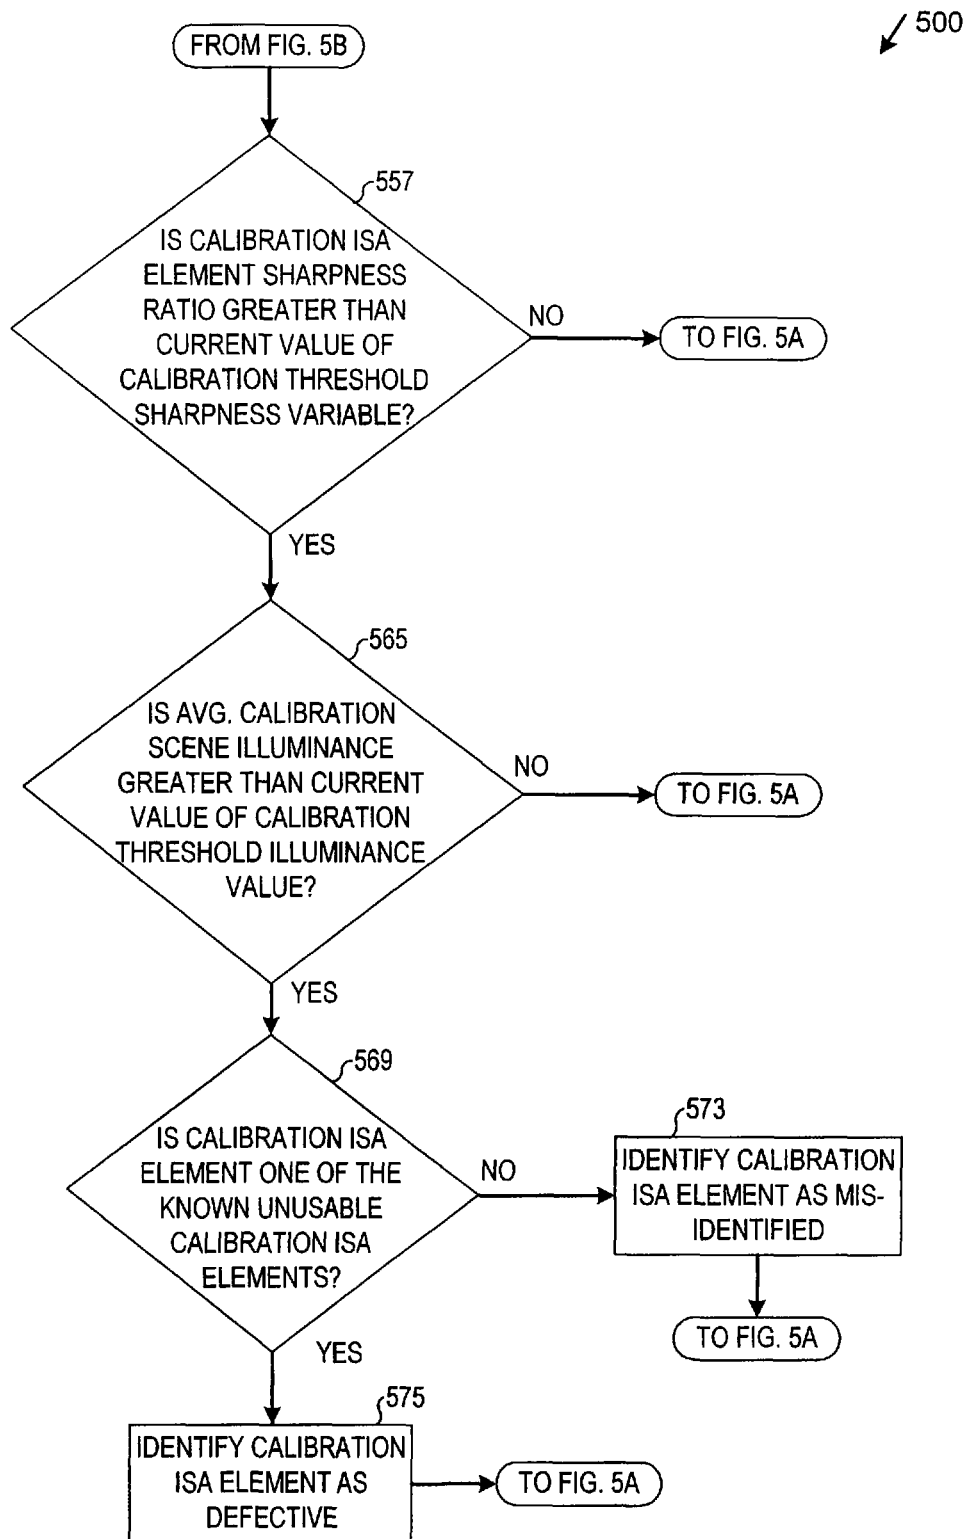 500
FROM FIG. 5B
557
IS CALIBRATION ISA
ELEMENT SHARPNESS
RATIO GREATER THAN
CURRENT VALUE OF
CALIBRATION THRESHOLD
SHARPNESS VARIABLE?
NO
TO FIG. 5A
YES
565
IS AVG. CALIBRATION
SCENE ILLUMINANCE
GREATER THAN CURRENT
VALUE OF CALIBRATION
THRESHOLD ILLUMINANCE
VALUE?
NO
TO FIG. 5A
YES
569
IS CALIBRATION ISA
ELEMENT ONE OF THE
KNOWN UNUSABLE
CALIBRATION ISA
ELEMENTS?
NO
573
IDENTIFY CALIBRATION
ISA ELEMENT AS MIS-
IDENTIFIED
TO FIG. 5A
YES
575
IDENTIFY CALIBRATION
ISA ELEMENT AS
DEFECTIVE
TO FIG. 5A